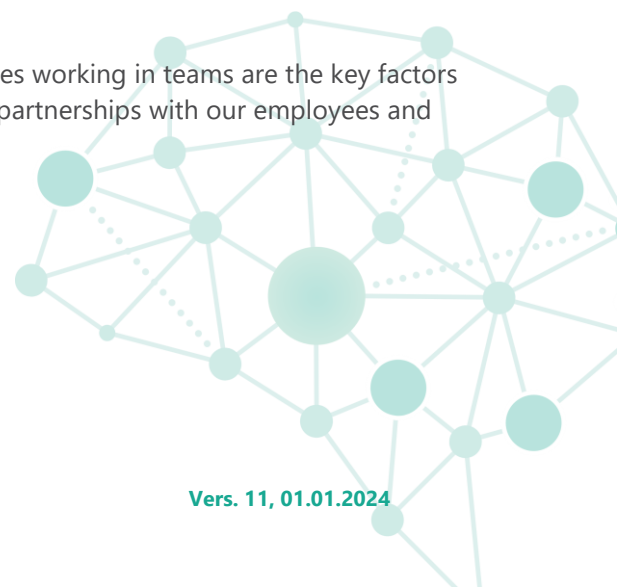 es working in teams are the key factors
partnerships with our employees and
Vers. 11, 01.01.2024